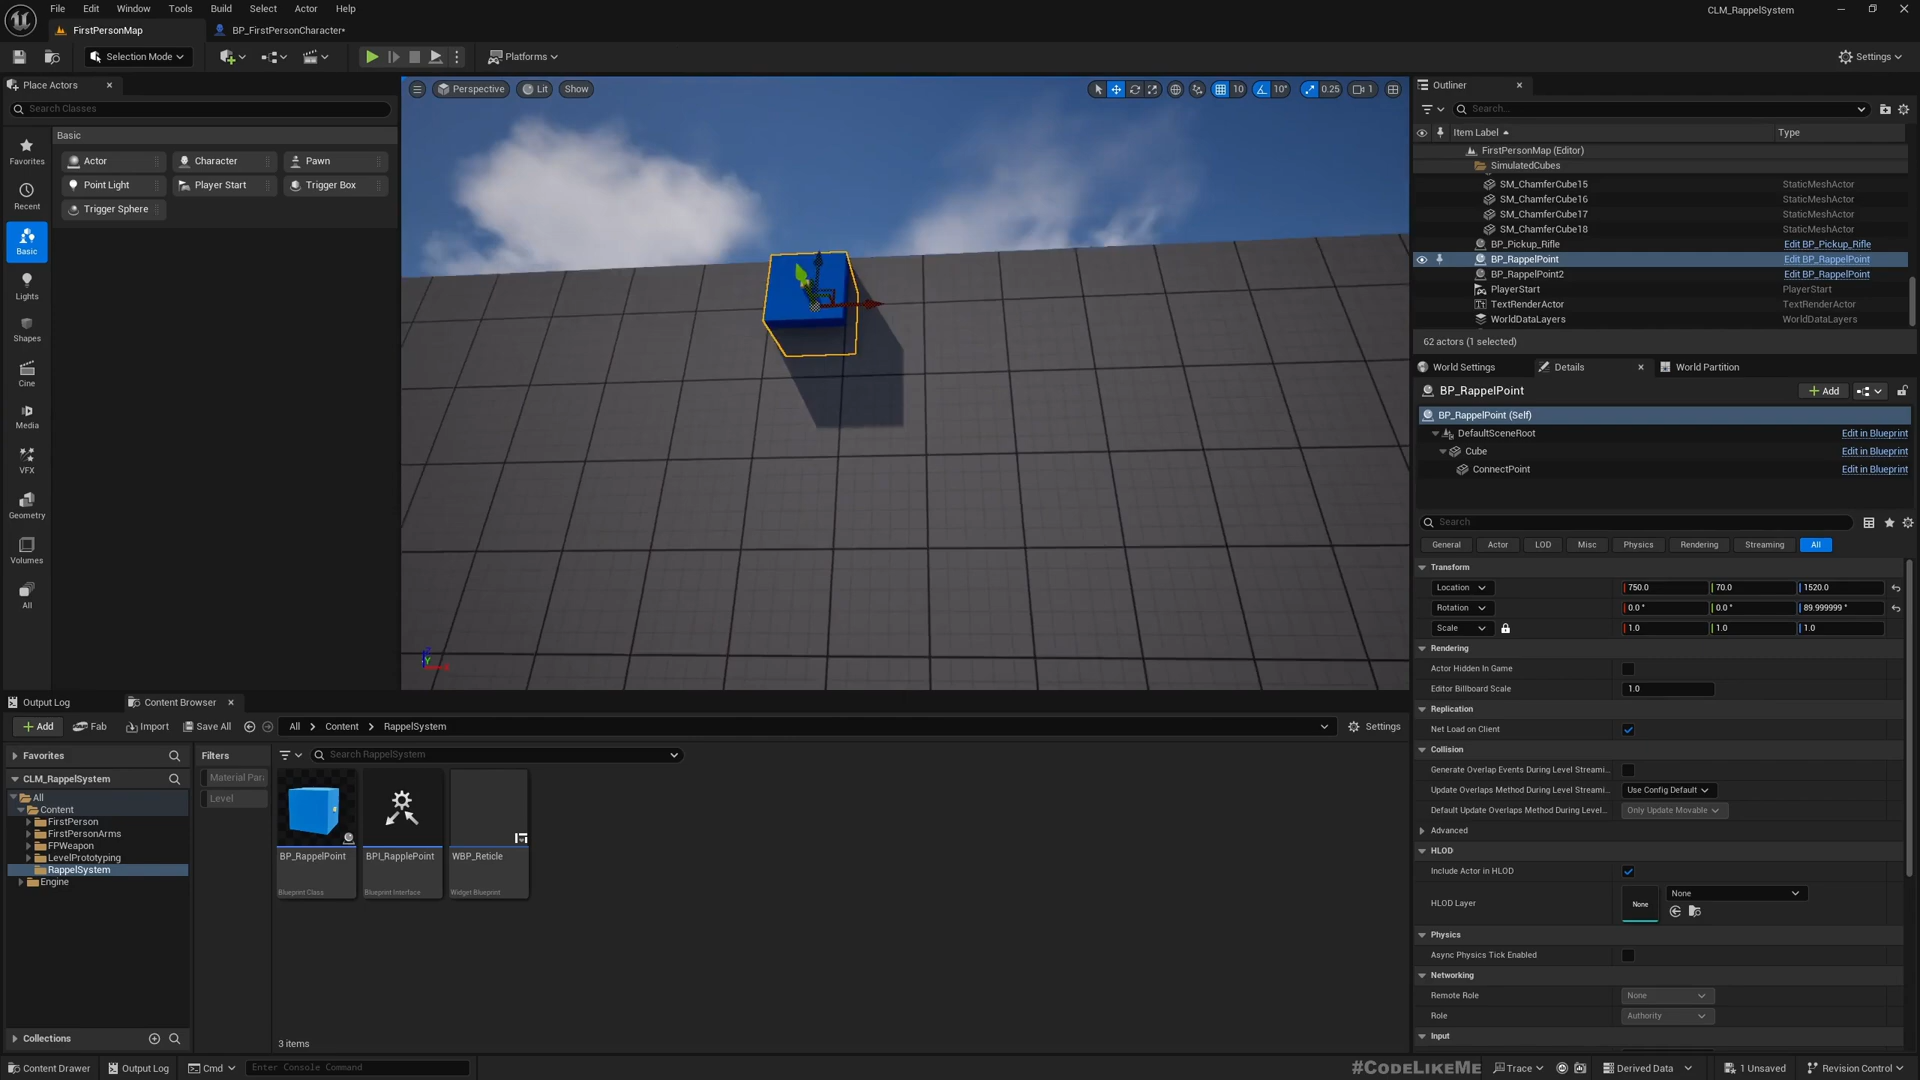 File Edit Window Tools Build Select Actor Help
CLM_RappelSystem
FirstPersonMap
BP_FirstPersonCharacter*
Selection Mode
Platforms
Settings
Place Actors
Search Classes
Basic
Actor
Character
Pawn
Point Light
Player Start
Trigger Box
Trigger Sphere
Favorites
Recent
Basic
Lights
Shapes
Cine
Media
VFX
Geometry
Volumes
All
Perspective
Lit
Show
10
10°
0.25
1
Outliner
Search...
Item Label
Type
FirstPersonMap (Editor)
SimulatedCubes
SM_ChamferCube15 StaticMeshActor
SM_ChamferCube16 StaticMeshActor
SM_ChamferCube17 StaticMeshActor
SM_ChamferCube18 StaticMeshActor
BP_Pickup_Rifle Edit BP_Pickup_Rifle
BP_RappelPoint Edit BP_RappelPoint
BP_RappelPoint2 Edit BP_RappelPoint
PlayerStart PlayerStart
TextRenderActor TextRenderActor
WorldDataLayers WorldDataLayers
62 actors (1 selected)
World Settings
Details
World Partition
BP_RappelPoint
Add
BP_RappelPoint (Self)
DefaultSceneRoot Edit in Blueprint
Cube Edit in Blueprint
ConnectPoint Edit in Blueprint
Search
General Actor LOD Misc Physics Rendering Streaming All
Transform
Location 750.0 70.0 1520.0
Rotation 0.0 ° 0.0 ° 89.999999 °
Scale 1.0 1.0 1.0
Rendering
Actor Hidden In Game
Editor Billboard Scale 1.0
Replication
Net Load on Client
Collision
Generate Overlap Events During Level Streami...
Update Overlaps Method During Level Streami... Use Config Default
Default Update Overlaps Method During Level... Only Update Movable
Advanced
HLOD
Include Actor in HLOD
HLOD Layer None None
Physics
Async Physics Tick Enabled
Networking
Remote Role None
Role Authority
Input
Output Log
Content Browser
Add
Fab
Import
Save All
All
Content
RappelSystem
Settings
Favorites
CLM_RappelSystem
All
Content
FirstPerson
FirstPersonArms
FPWeapon
LevelPrototyping
RappelSystem
Engine
Collections
Filters
Material Para
Level
Search RappelSystem
BP_RappelPoint
Blueprint Class
BPI_RapplePoint
Blueprint Interface
WBP_Reticle
Widget Blueprint
3 items
Content Drawer
Output Log
Cmd
Enter Console Command
#CodeLikeMe
Trace
Derived Data
1 Unsaved
Revision Control